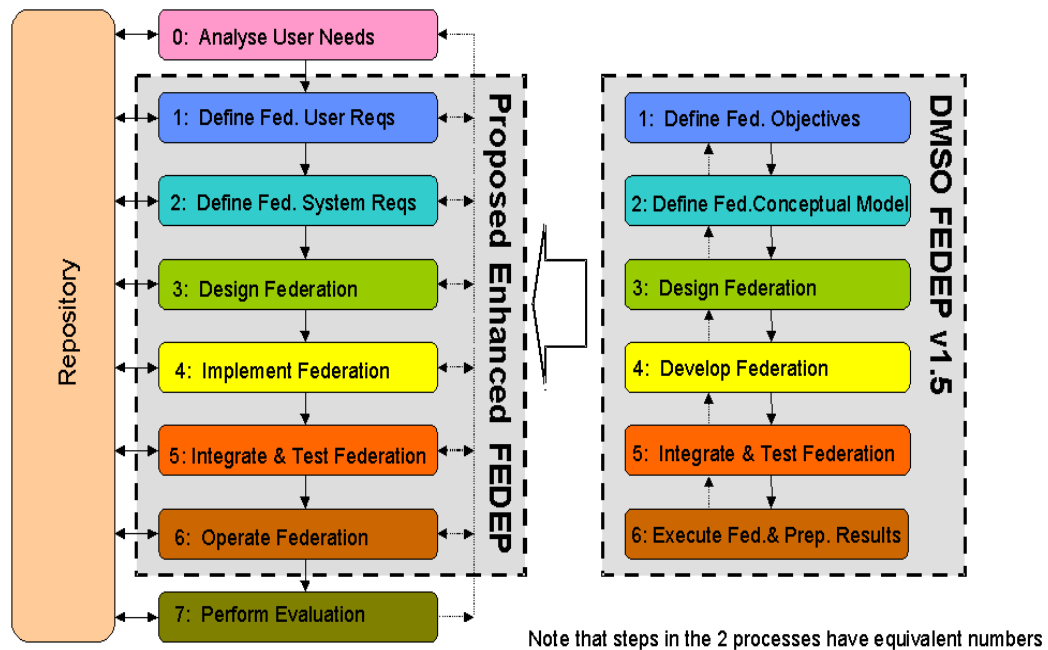 Repository
0: Analyse User Needs
Proposed Enhanced FEDEP
1: Define Fed. User Reqs
2: Define Fed. System Reqs
3: Design Federation
4: Implement Federation
5: Integrate & Test Federation
6: Operate Federation
7: Perform Evaluation
DMSO FEDEP v1.5
1: Define Fed. Objectives
2: Define Fed.Conceptual Model
3: Design Federation
4: Develop Federation
5: Integrate & Test Federation
6: Execute Fed.& Prep. Results
Note that steps in the 2 processes have equivalent numbers